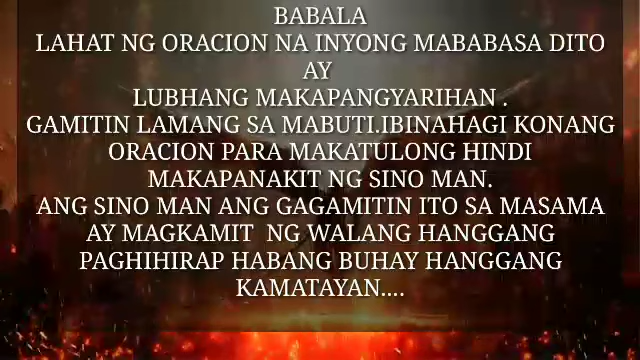 BABALA
LAHAT NG ORACION NA INYONG MABABASA DITO
AY
LUBHANG MAKAPANGYARIHAN .
GAMITIN LAMANG SA MABUTI.IBINAHAGI KONANG
ORACION PARA MAKATULONG HINDI
MAKAPANAKIT NG SINO MAN.
ANG SINO MAN ANG GAGAMITIN ITO SA MASAMA
AY MAGKAMIT  NG WALANG HANGGANG
PAGHIHIRAP HABANG BUHAY HANGGANG
KAMATAYAN....